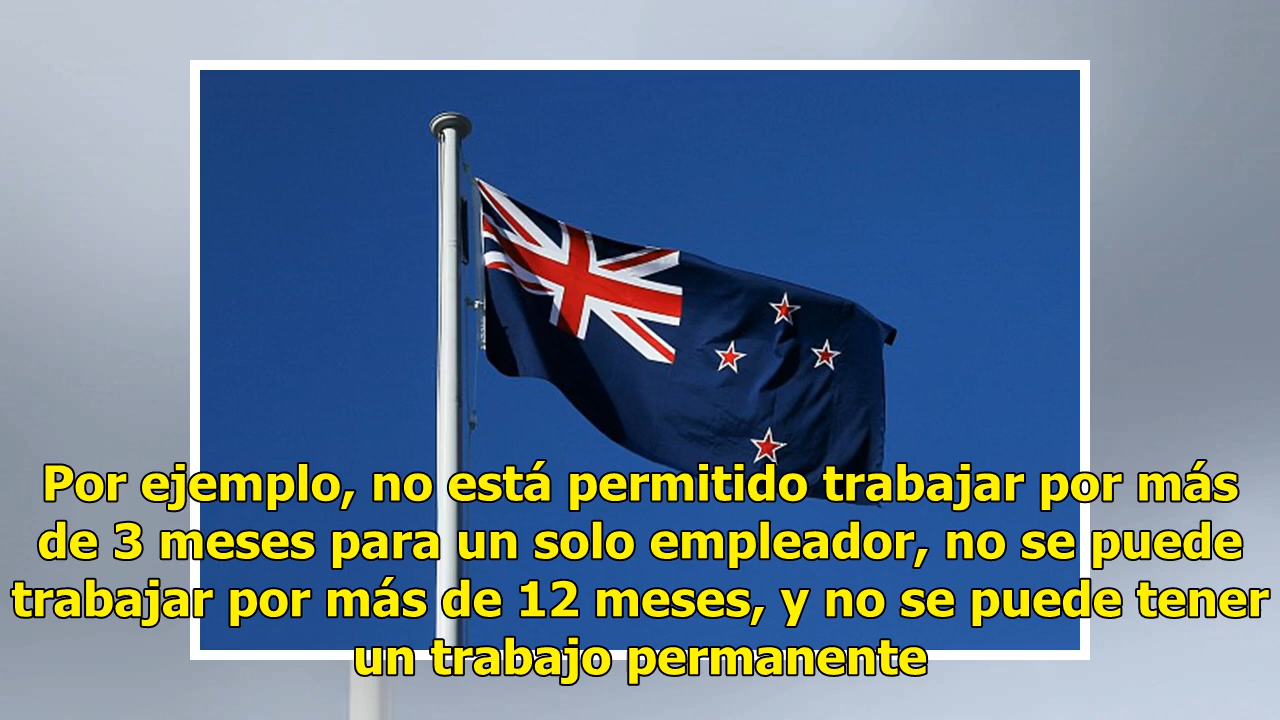 Por ejemplo, no está permitido trabajar por más
de 3 meses para un solo empleador, no se puede
trabajar por más de 12 meses, y no se puede tener
un trabajo permanente